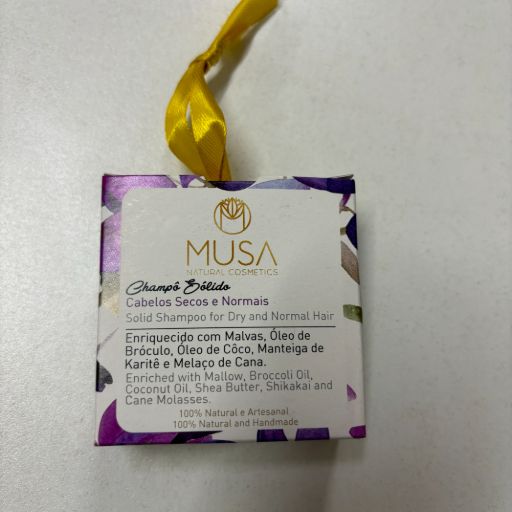 MUSA
NATURAL COSMETICS
Champô Sólido
Cabelos Secos e Normais
Solid Shampoo for Dry and Normal Hair
Enriquecido com Malvas, Óleo de
Bróculo, Óleo de Côco, Manteiga de
Karitê e Melaço de Cana.
Enriched with Mallow, Broccoli Oil,
Coconut Oil, Shea Butter, Shikakai and
Cane Molasses.
100% Natural e Artesanal
100% Natural and Handmade